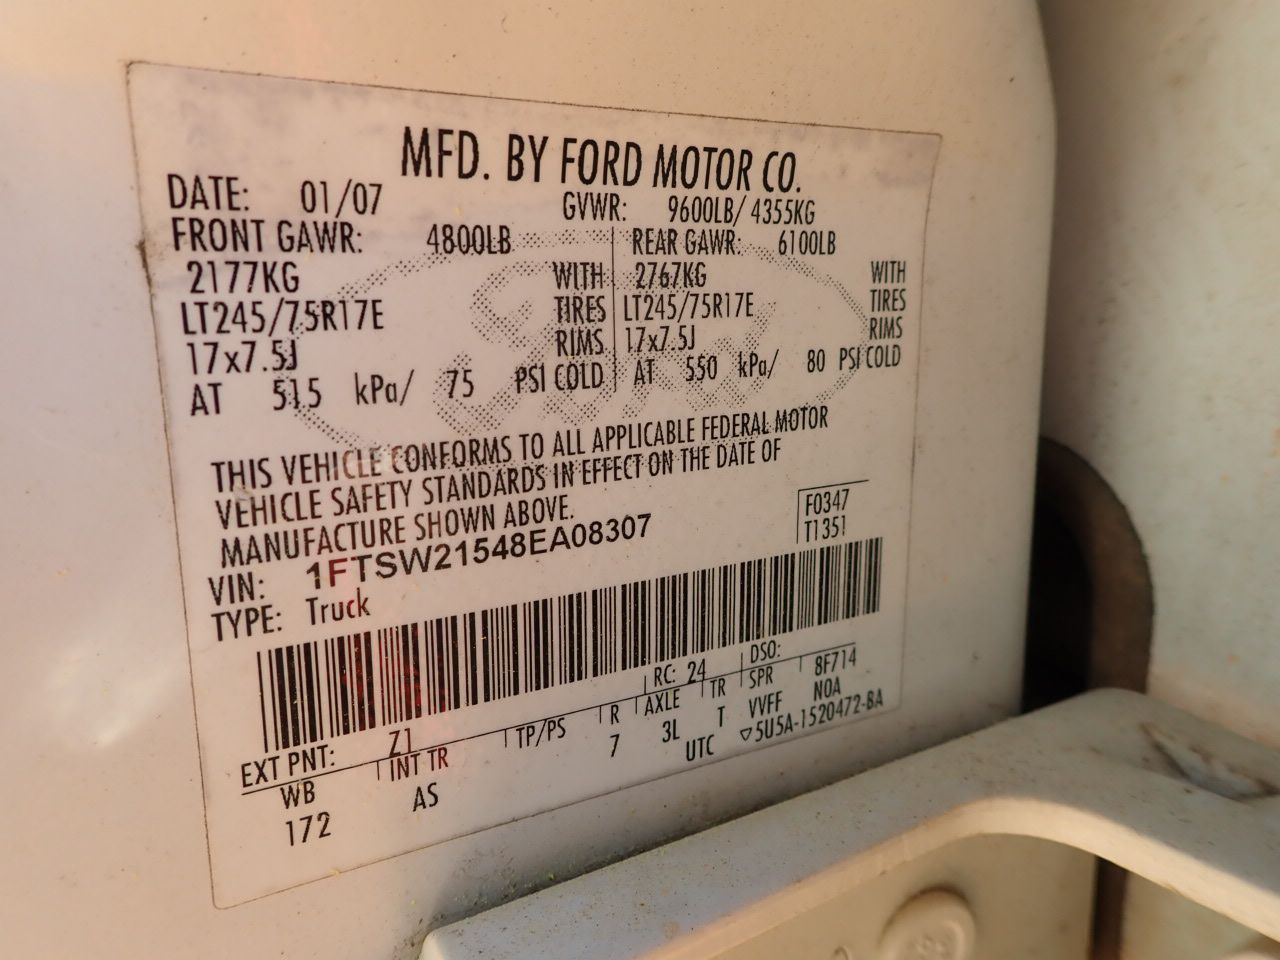 MFD. BY FORD MOTOR CO.
DATE: 01/07 GVWR: 9600LB/ 4355KG
FRONT GAWR: 4800LB REAR GAWR: 6100LB
2177KG WITH 2767KG WITH
LT245/75R17E TIRES LT245/75R17E TIRES
17x7.5J RIMS 17x7.5J RIMS
AT 515 kPa/ 75 PSI COLD AT 550 kPa/ 80 PSI COLD
THIS VEHICLE CONFORMS TO ALL APPLICABLE FEDERAL MOTOR
VEHICLE SAFETY STANDARDS IN EFFECT ON THE DATE OF
MANUFACTURE SHOWN ABOVE.
F0347
VIN: 1FTSW21548EA08307 T1351
TYPE: Truck
EXT PNT: Z1 RC: 24 DSO:
WB INT TR TP/PS R AXLE TR SPR 8F714
172 AS 7 3L T VVFF NOA
UTC ▽5U5A-1520472-BA